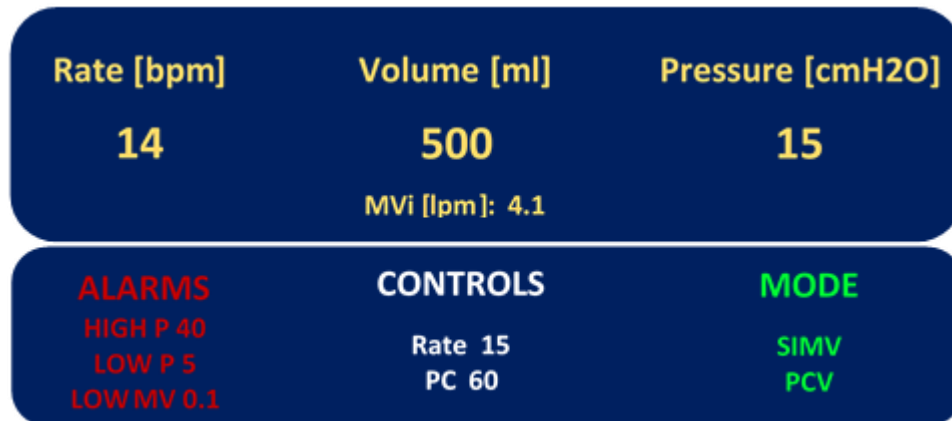 Rate [bpm] Volume [ml] Pressure [cmH2O]
14 500 15
MVi [lpm]: 4.1
ALARMS CONTROLS MODE
HIGH P 40
Rate 15 SIMV
LOW P 5
PC 60 PCV
LOW MV 0.1